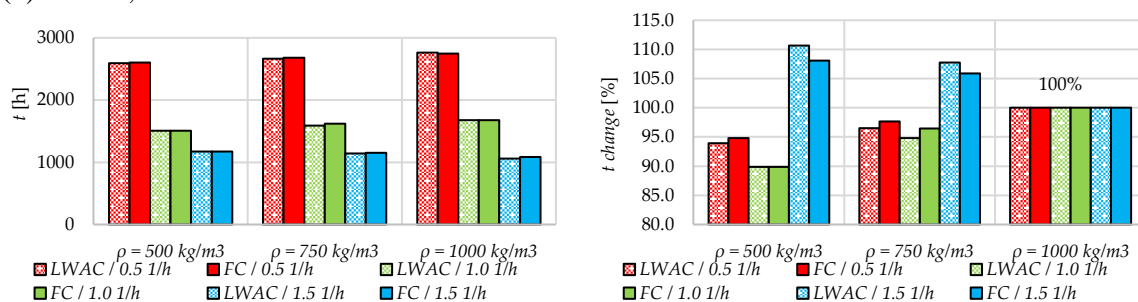 3000
2000
1000
0
t [h]
ρ = 500 kg/m3 ρ = 750 kg/m3 ρ = 1000 kg/m3
LWAC / 0.5 1/h FC / 0.5 1/h LWAC / 1.0 1/h
FC / 1.0 1/h LWAC / 1.5 1/h FC / 1.5 1/h
115.0
110.0
105.0
100.0
95.0
90.0
85.0
80.0
t change [%]
100%
ρ = 500 kg/m3 ρ = 750 kg/m3 ρ = 1000 kg/m3
LWAC / 0.5 1/h FC / 0.5 1/h LWAC / 1.0 1/h
FC / 1.0 1/h LWAC / 1.5 1/h FC / 1.5 1/h